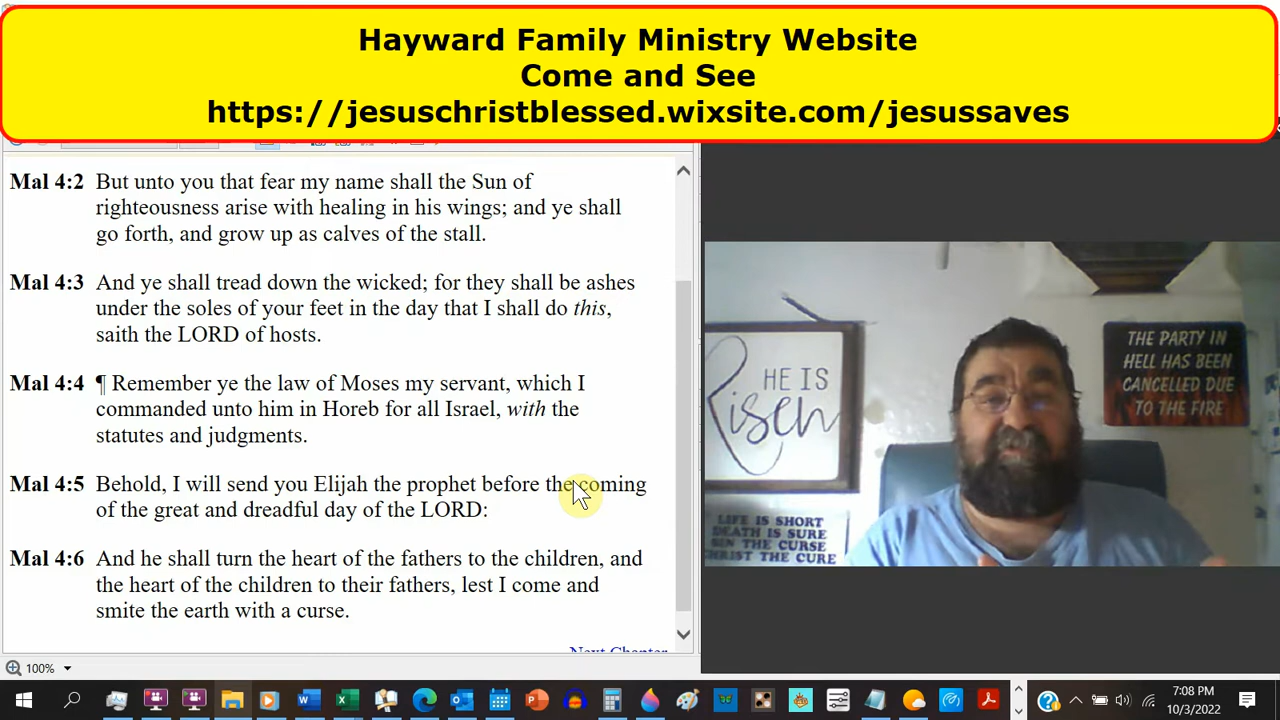 Hayward Family Ministry Website
Come and See
https://jesuschristblessed.wixsite.com/jesussaves
Mal 4:2 But unto you that fear my name shall the Sun of
righteousness arise with healing in his wings; and ye shall
go forth, and grow up as calves of the stall.
Mal 4:3 And ye shall tread down the wicked; for they shall be ashes
under the soles of your feet in the day that I shall do this,
saith the LORD of hosts.
Mal 4:4 ¶ Remember ye the law of Moses my servant, which I
commanded unto him in Horeb for all Israel, with the
statutes and judgments.
Mal 4:5 Behold, I will send you Elijah the prophet before the coming
of the great and dreadful day of the LORD:
Mal 4:6 And he shall turn the heart of the fathers to the children, and
the heart of the children to their fathers, lest I come and
smite the earth with a curse.
Next Chapter
100%
HE IS
Risen
THE PARTY IN
HELL HAS BEEN
CANCELLED DUE
TO THE FIRE
LIFE IS SHORT
DEATH IS SURE
SIN THE CURSE
CHRIST THE CURE
7:08 PM
10/3/2022